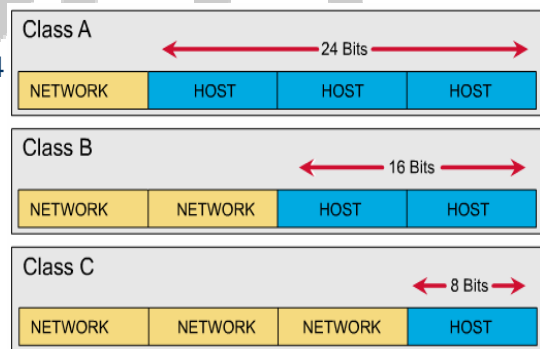 Class A
24 Bits
NETWORK HOST HOST HOST
Class B
16 Bits
NETWORK NETWORK HOST HOST
Class C
8 Bits
NETWORK NETWORK NETWORK HOST